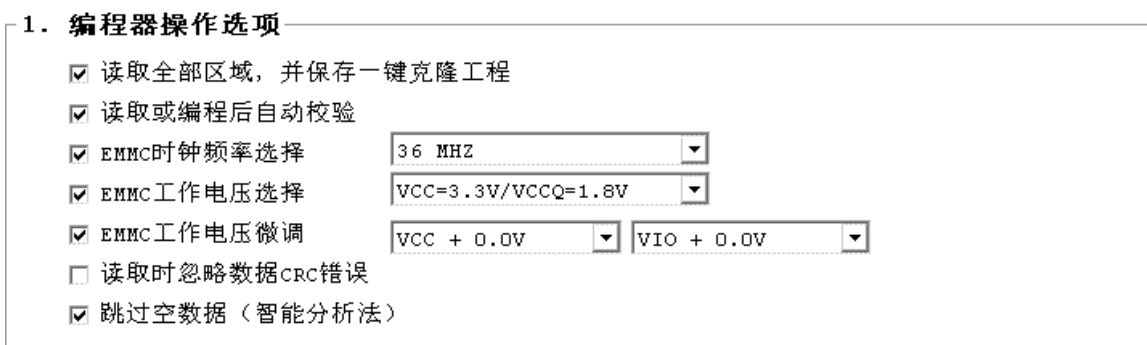 1. 编程器操作选项
读取全部区域，并保存一键克隆工程
读取或编程后自动校验
EMMC时钟频率选择 36 MHZ
EMMC工作电压选择 VCC=3.3V/VCCQ=1.8V
EMMC工作电压微调 VCC + 0.0V VIO + 0.0V
读取时忽略数据CRC错误
跳过空数据（智能分析法）